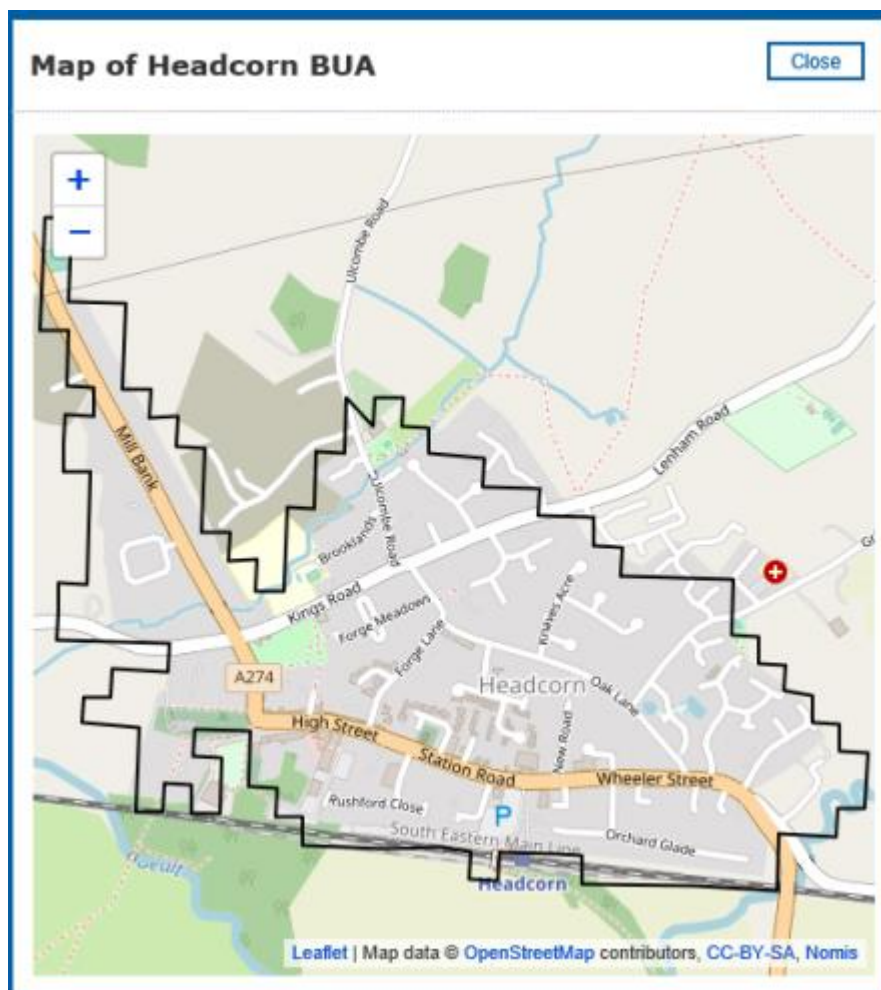 Map of Headcorn BUA
Close
+
−
Ulcombe Road
Lenham Road
Mill Bank
Ulcombe Road
Brooklands
Kings Road
Knaves Acre
Forge Meadows
Forge Lane
A274
Headcorn
Oak Lane
New Road
High Street
Station Road
Wheeler Street
P
Rushford Close
South Eastern Main Line
Orchard Glade
Headcorn
Leaflet | Map data © OpenStreetMap contributors, CC-BY-SA, Nomis